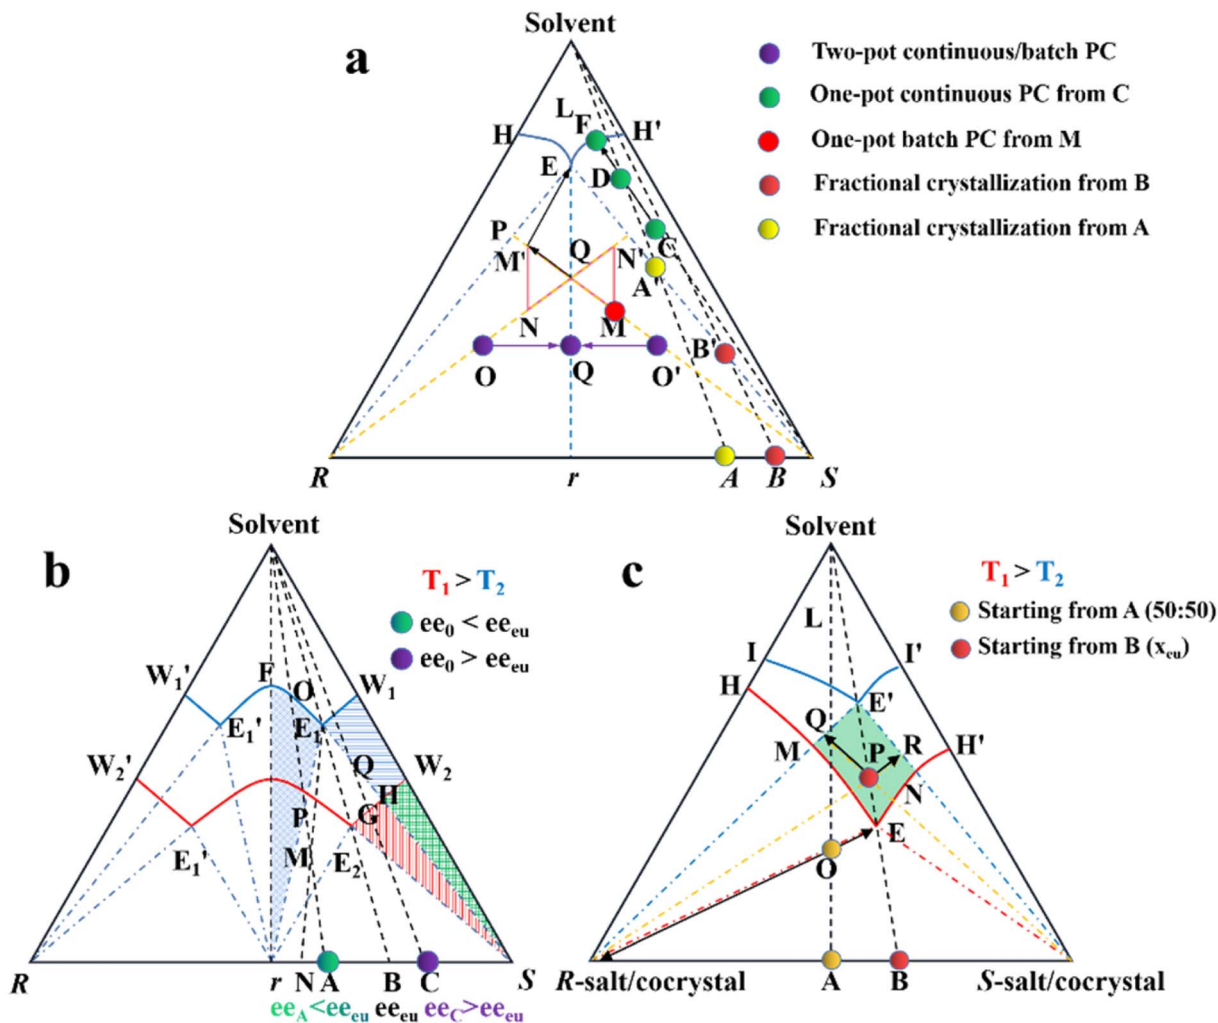 a
Solvent
Two-pot continuous/batch PC
One-pot continuous PC from C
One-pot batch PC from M
Fractional crystallization from B
Fractional crystallization from A
L
F
H
H'
E
D
P
M'
Q
N'
C
A'
N
M
B'
O
Q
O'
R
r
A
B
S
b
Solvent
T1 > T2
ee0 < eeeu
ee0 > eeeu
W1'
F
O
W1
E1'
E1
W2'
Q
W2
H
P
G
E1'
M
E2
R
r
N
A
B
C
S
eeA<eeeu eeeu eeC>eeeu
c
Solvent
T1 > T2
Starting from A (50:50)
Starting from B (xeu)
L
I
I'
H
E'
Q
M
P
R
H'
N
E
O
R-salt/cocrystal
A
B
S-salt/cocrystal